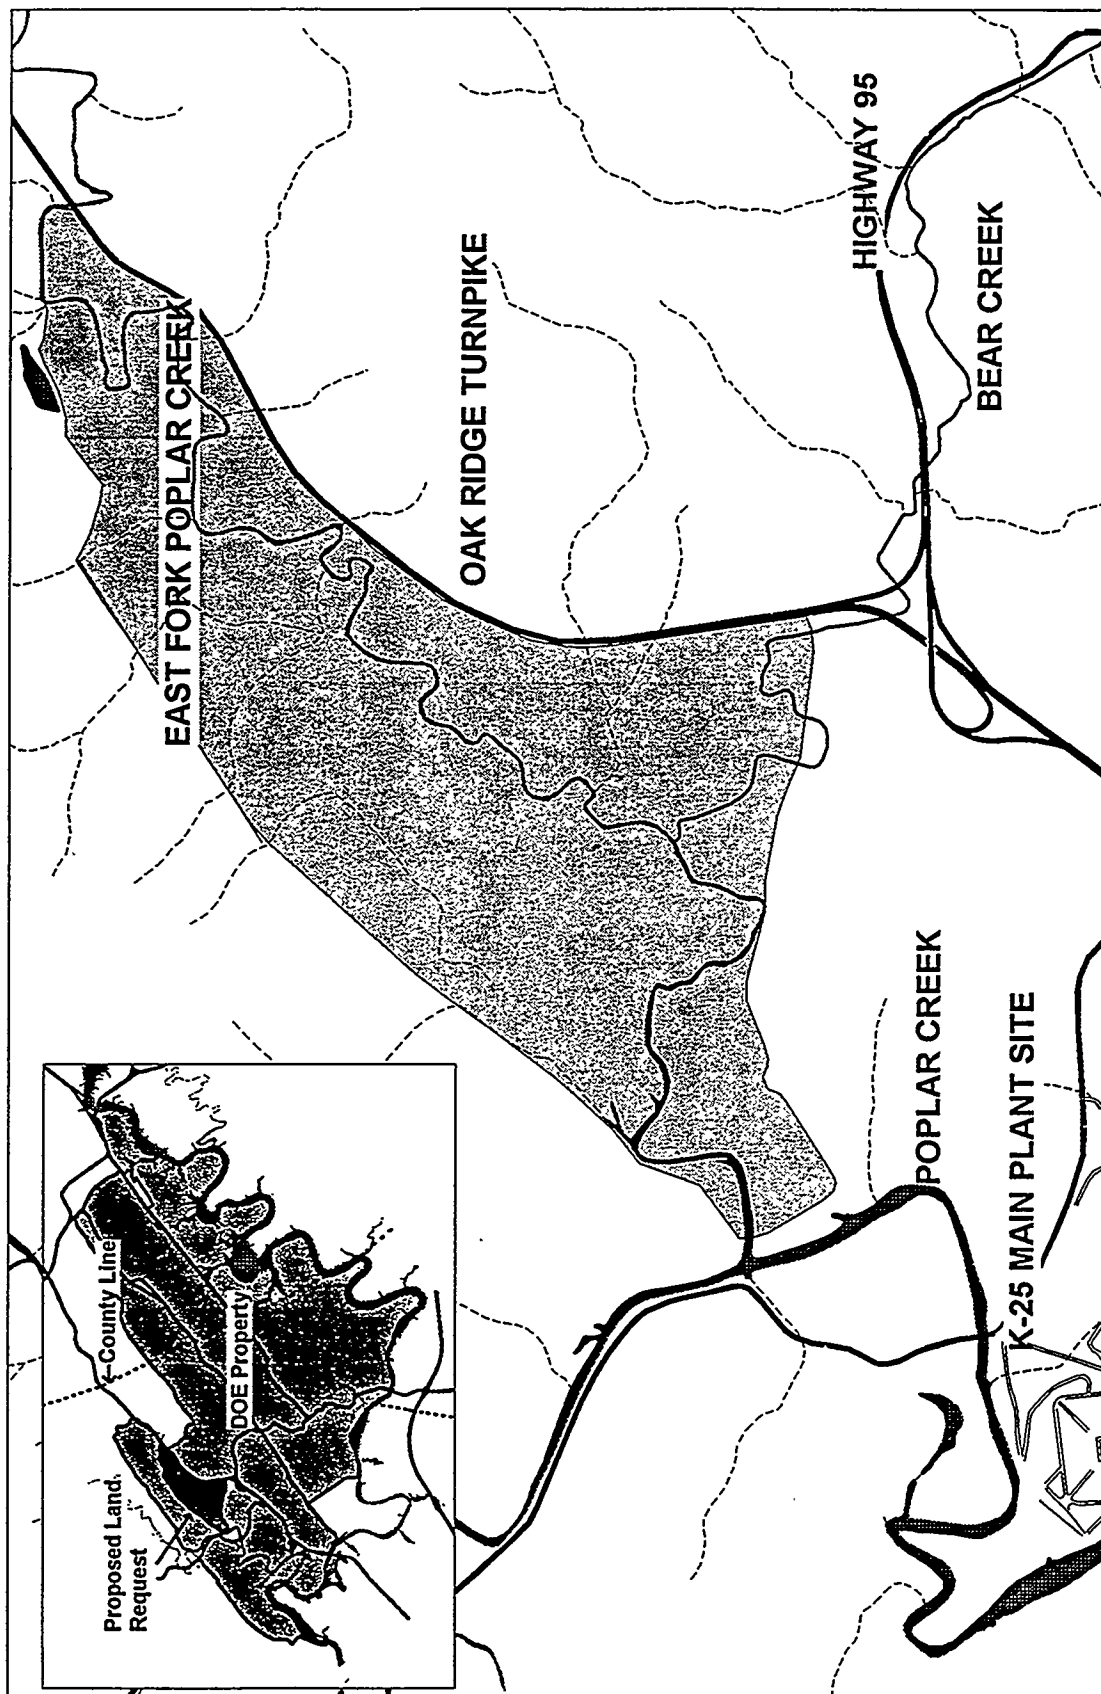 EAST FORK POPLAR CREEK
OAK RIDGE TURNPIKE
HIGHWAY 95
BEAR CREEK
POPLAR CREEK
K-25 MAIN PLANT SITE
Proposed Land
Request
County Line
DOE Property